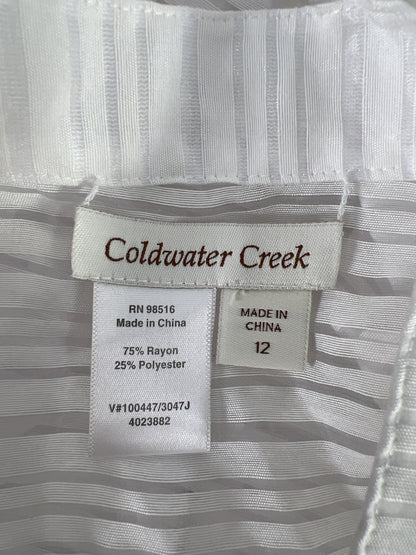 Coldwater Creek
RN 98516
Made in China
75% Rayon
25% Polyester
V#100447/3047J
4023882
MADE IN
CHINA
12